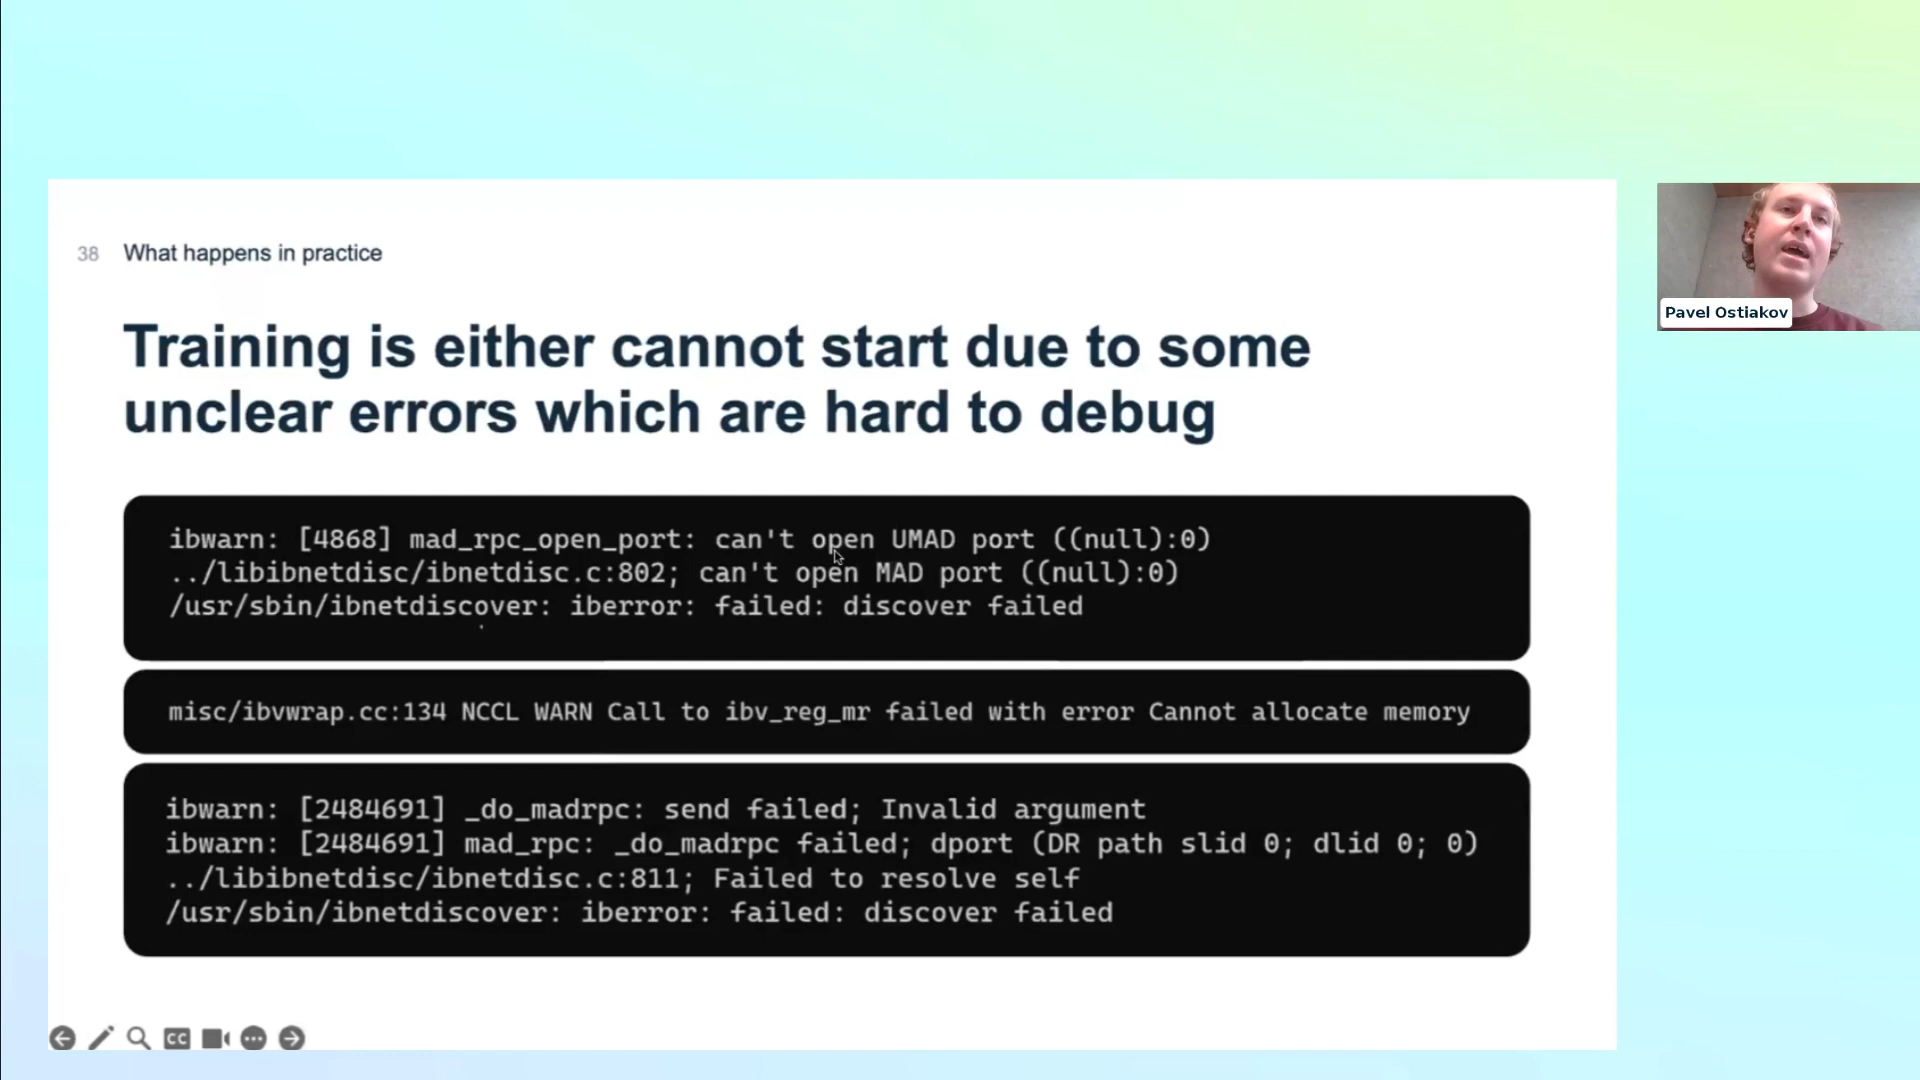 38 What happens in practice
Training is either cannot start due to some
unclear errors which are hard to debug
ibwarn: [4868] mad_rpc_open_port: can't open UMAD port ((null):0)
../libibnetdisc/ibnetdisc.c:802; can't open MAD port ((null):0)
/usr/sbin/ibnetdiscover: iberror: failed: discover failed
misc/ibvwrap.cc:134 NCCL WARN Call to ibv_reg_mr failed with error Cannot allocate memory
ibwarn: [2484691] _do_madrpc: send failed; Invalid argument
ibwarn: [2484691] mad_rpc: _do_madrpc failed; dport (DR path slid 0; dlid 0; 0)
../libibnetdisc/ibnetdisc.c:811; Failed to resolve self
/usr/sbin/ibnetdiscover: iberror: failed: discover failed
CC
Pavel Ostiakov